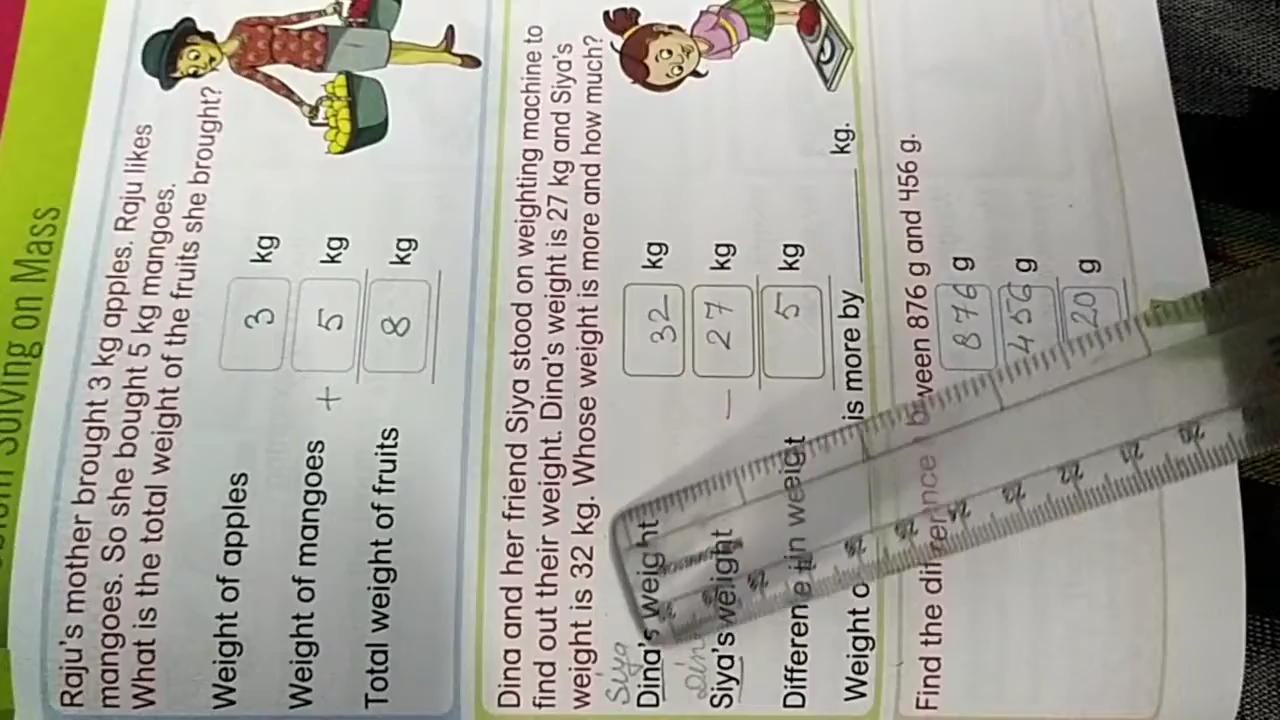 Solving on Mass
Raju's mother brought 3 kg apples. Raju likes
mangoes. So she bought 5 kg mangoes.
What is the total weight of the fruits she brought?
Weight of apples 3 kg
Weight of mangoes + 5 kg
Total weight of fruits 8 kg
Dina and her friend Siya stood on weighting machine to
find out their weight. Dina's weight is 27 kg and Siya's
weight is 32 kg. Whose weight is more and how much?
Siya
Dina's weight 32 kg
Siya's weight − 27 kg
in weight 5 kg
Weight is more by ______ kg.
Find the 876 g and 456 g.
876 g
456 g
20 g